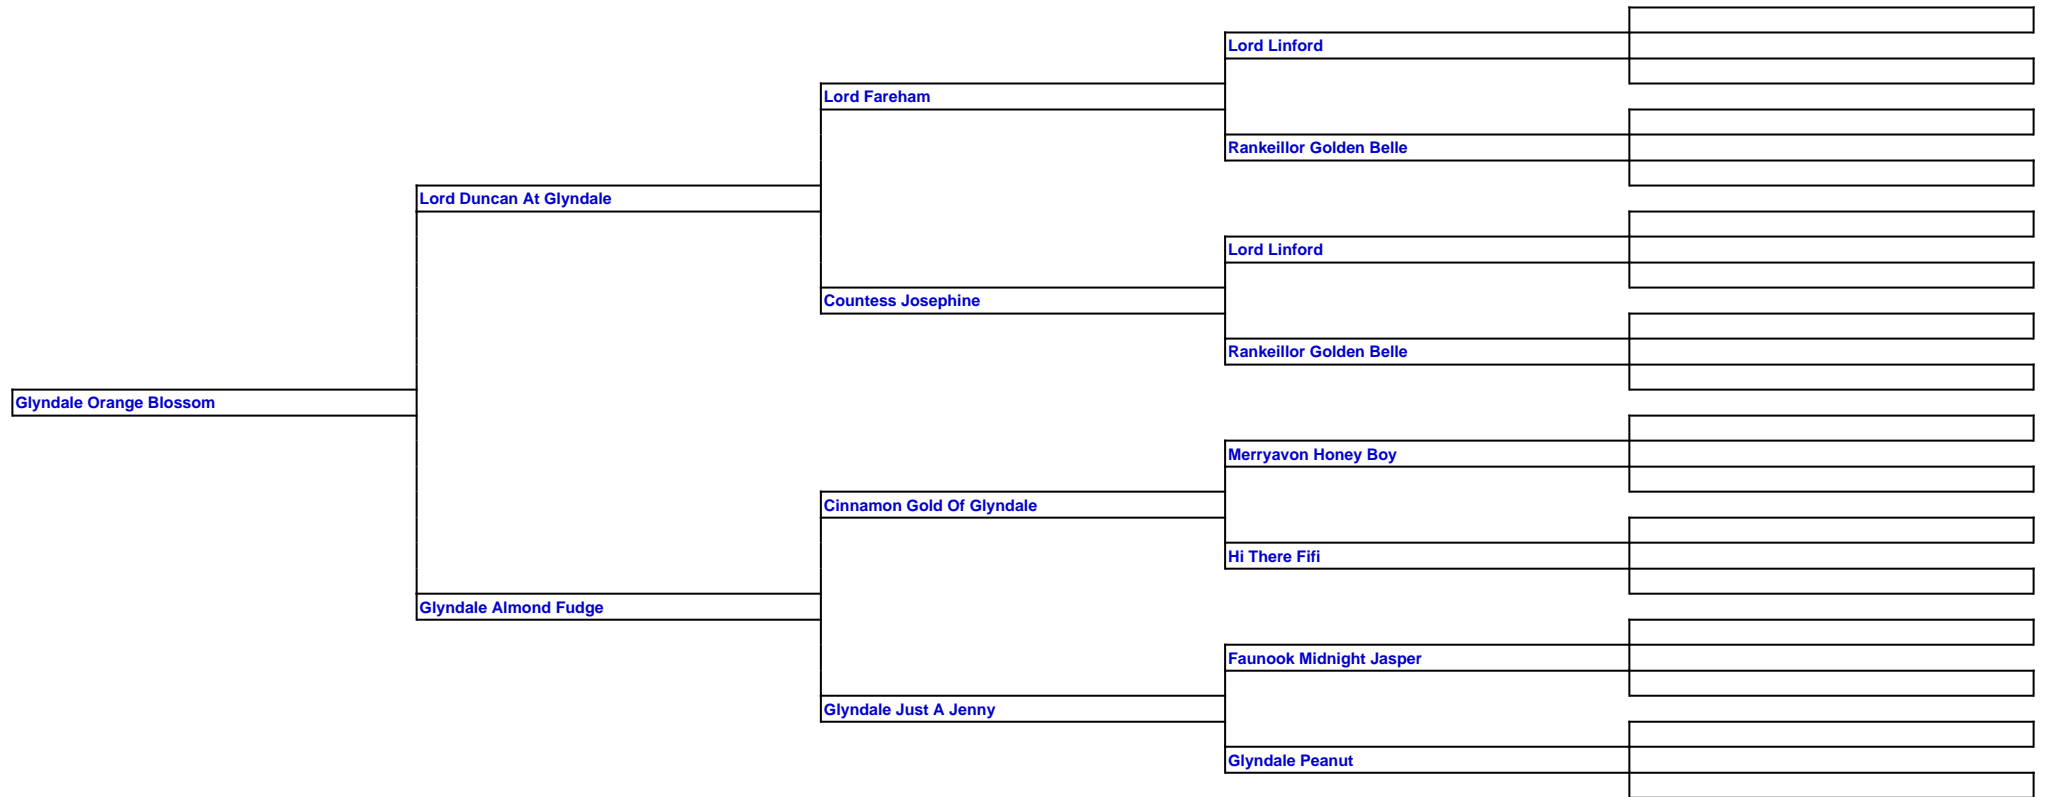 Lord Linford
Lord Fareham
Rankeillor Golden Belle
Lord Duncan At Glyndale
Lord Linford
Countess Josephine
Rankeillor Golden Belle
Glyndale Orange Blossom
Merryavon Honey Boy
Cinnamon Gold Of Glyndale
Hi There Fifi
Glyndale Almond Fudge
Faunook Midnight Jasper
Glyndale Just A Jenny
Glyndale Peanut